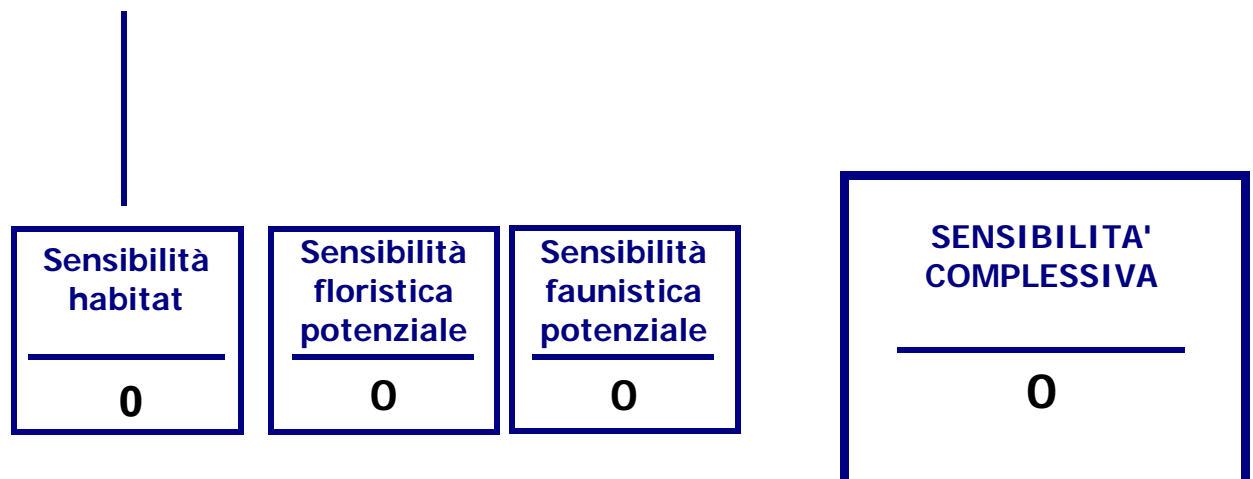 Sensibilità
habitat
0
Sensibilità
floristica
potenziale
0
Sensibilità
faunistica
potenziale
0
SENSIBILITA'
COMPLESSIVA
0